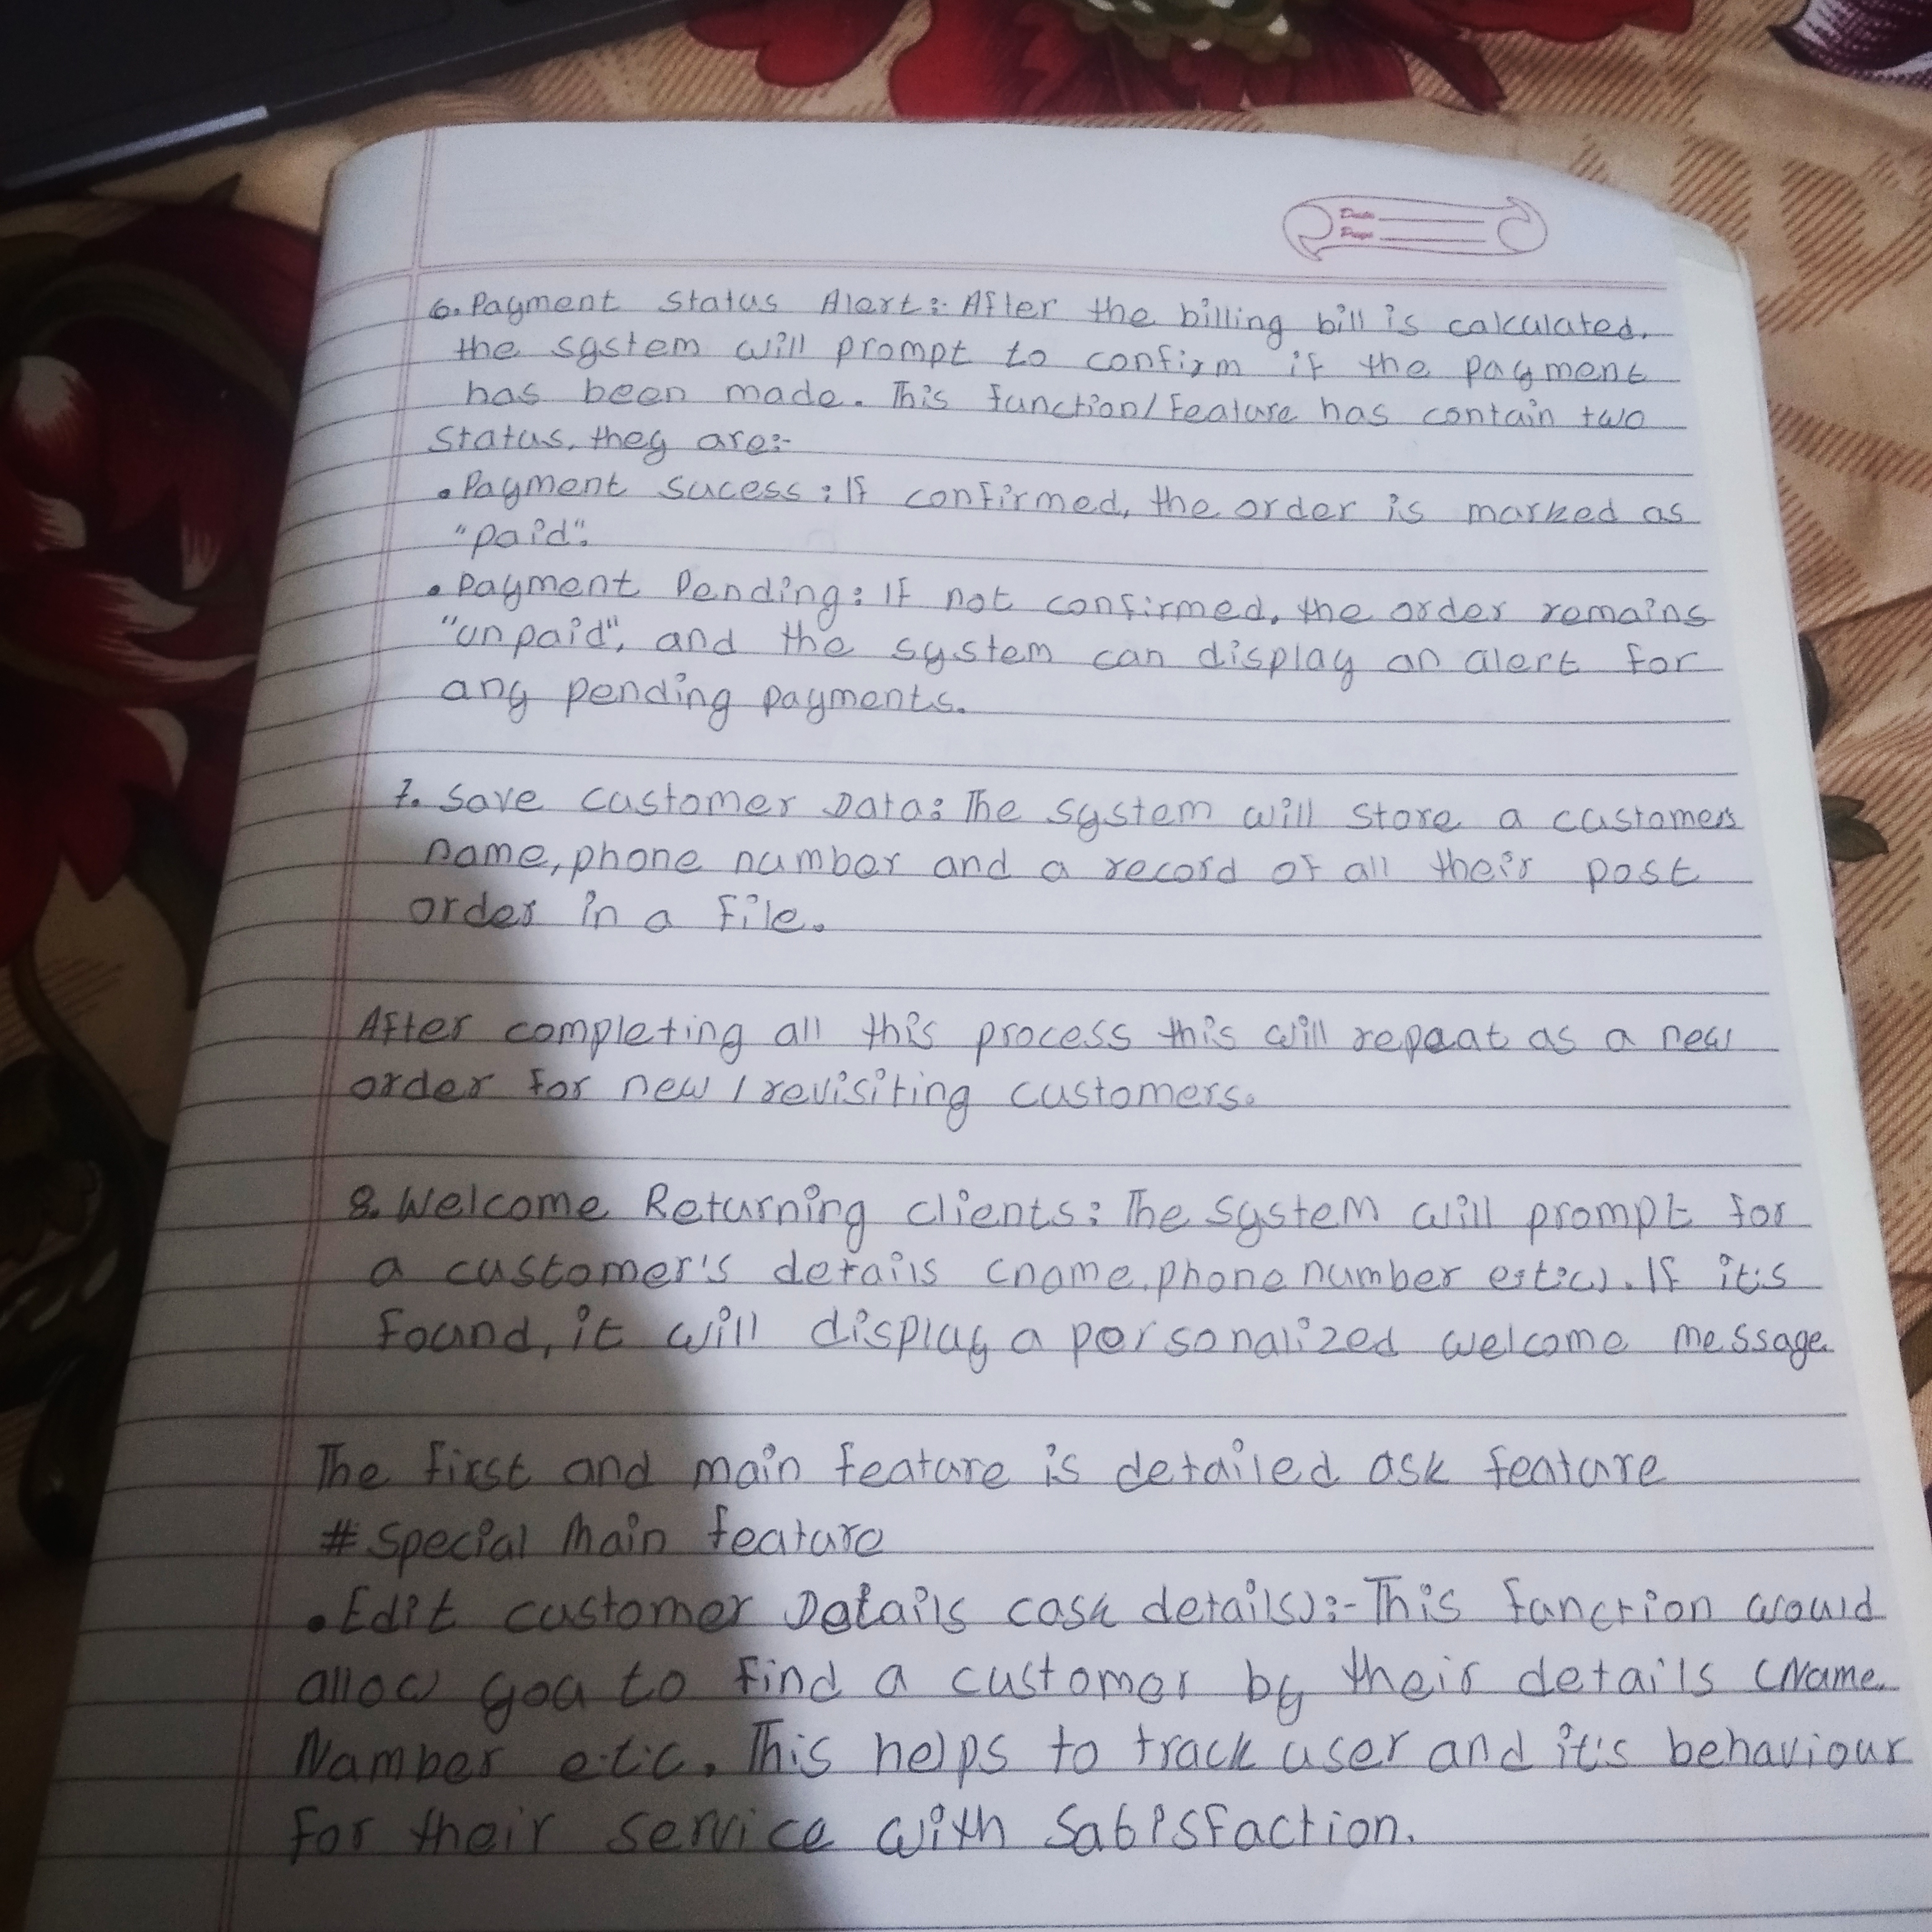 Date
Page
6. Payment Status Alert:- After the billing bill is calculated,
the system will prompt to confirm if the payment
has been made. This function/feature has contain two
status, they are:-
• Payment Sucess: If confirmed, the order is marked as
"paid".
• Payment Pending: If not confirmed, the order remains
"unpaid", and the system can display an alert for
any pending payments.
7. Save Customer Data: The system will store a customers
name, phone number and a record of all their past
order in a file.
After completing all this process this will repeat as a new
order for new / revisiting customers.
8. Welcome Returning clients: The system will prompt for
a customer's details (name, phone number e.t.c). If it's
found, it will display a personalized welcome message.
The first and main feature is detailed ask feature
# Special Main feature
• Edit customer Details (ask details):- This function would
allow you to find a customer by their details (Name,
Number e.t.c. This helps to track user and it's behaviour
for their service with satisfaction.